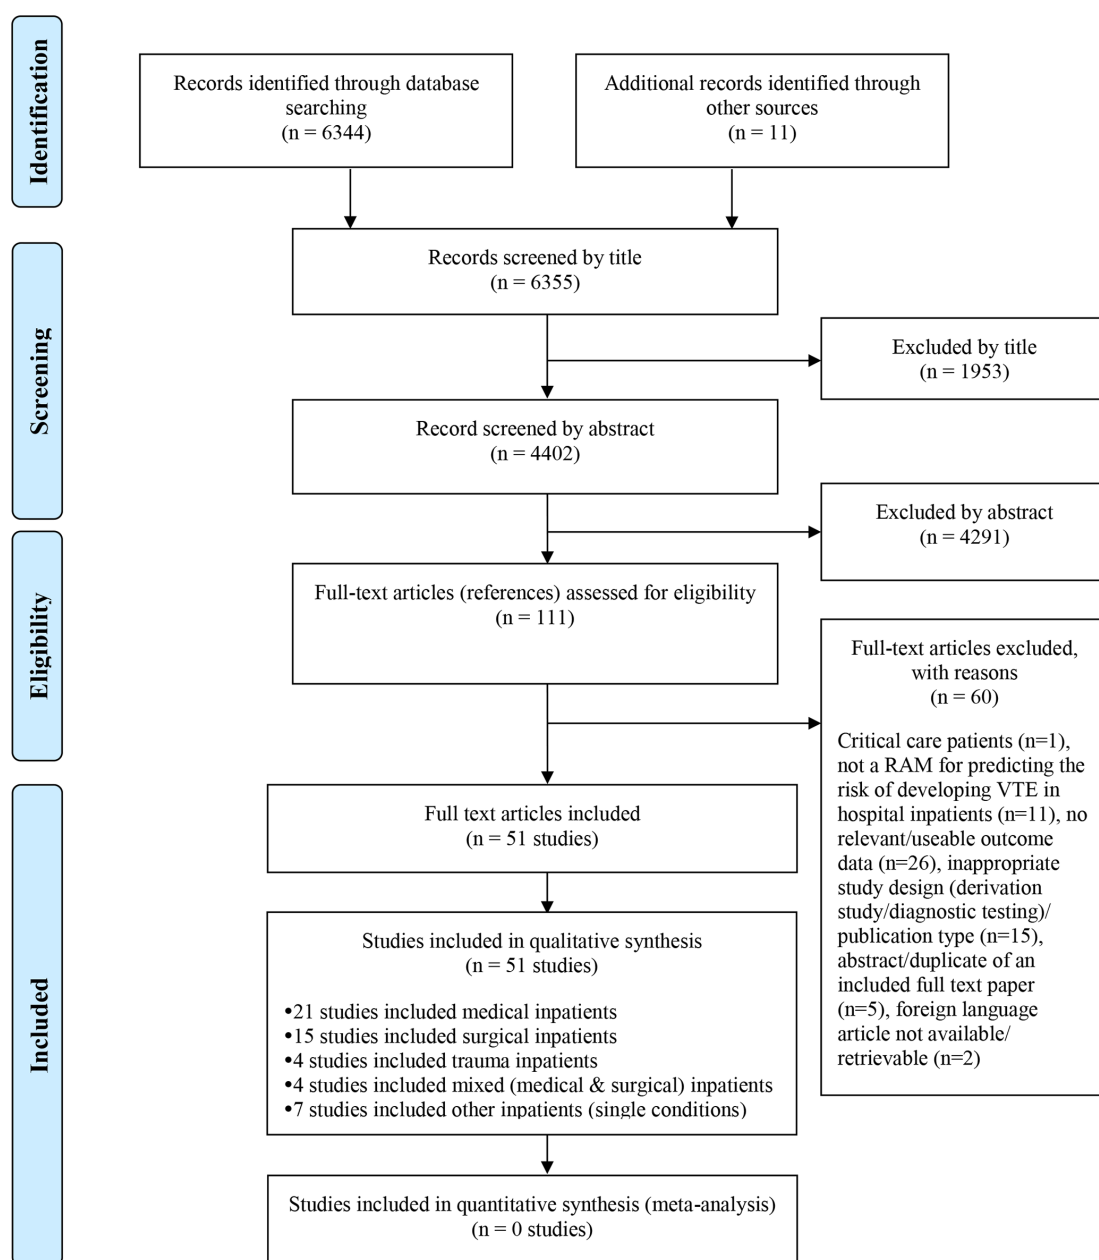 Identification
Records identified through database
searching
(n = 6344)
Additional records identified through
other sources
(n = 11)
Screening
Records screened by title
(n = 6355)
Excluded by title
(n = 1953)
Record screened by abstract
(n = 4402)
Excluded by abstract
(n = 4291)
Eligibility
Full-text articles (references) assessed for eligibility
(n = 111)
Full-text articles excluded,
with reasons
(n = 60)
Critical care patients (n=1),
not a RAM for predicting the
risk of developing VTE in
hospital inpatients (n=11), no
relevant/useable outcome
data (n=26), inappropriate
study design (derivation
study/diagnostic testing)/
publication type (n=15),
abstract/duplicate of an
included full text paper
(n=5), foreign language
article not available/
retrievable (n=2)
Included
Full text articles included
(n = 51 studies)
Studies included in qualitative synthesis
(n = 51 studies)
•21 studies included medical inpatients
•15 studies included surgical inpatients
•4 studies included trauma inpatients
•4 studies included mixed (medical & surgical) inpatients
•7 studies included other inpatients (single conditions)
Studies included in quantitative synthesis (meta-analysis)
(n = 0 studies)